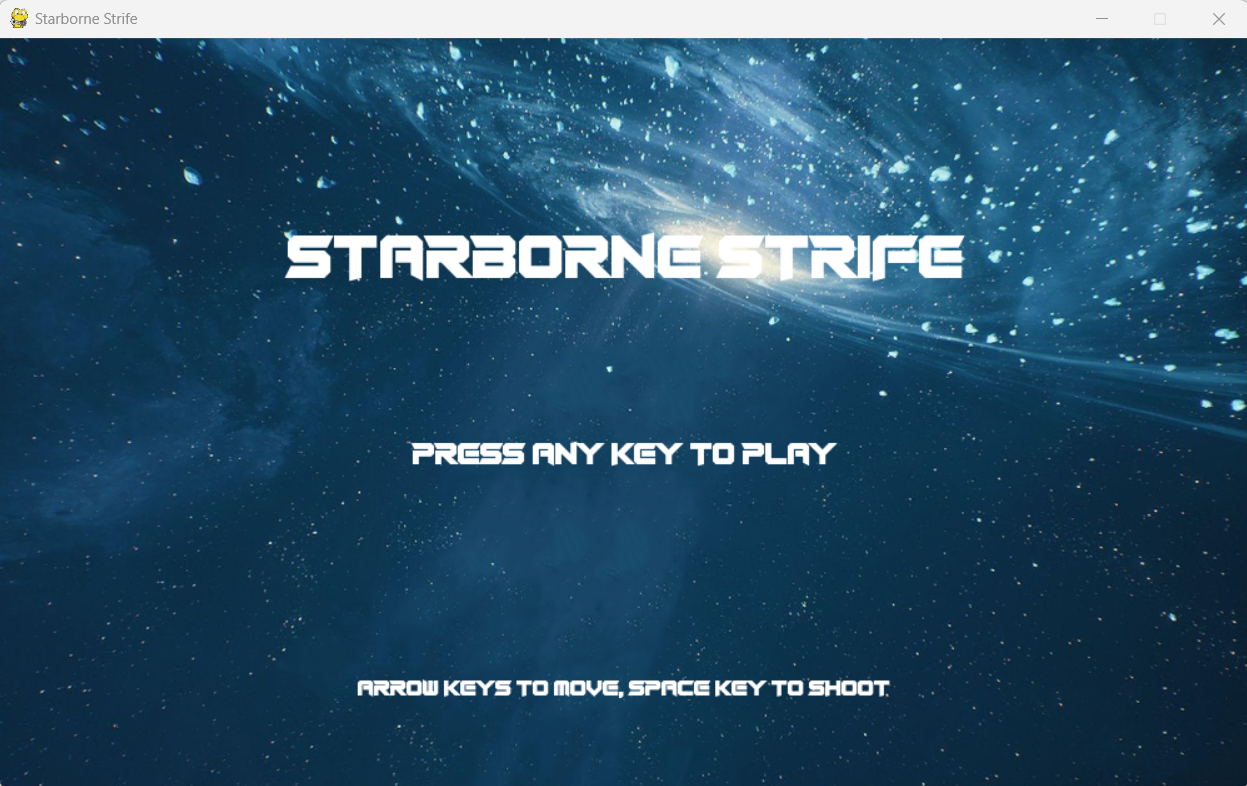 Starborne Strife
STARBORNE STRIFE
PRESS ANY KEY TO PLAY
ARROW KEYS TO MOVE, SPACE KEY TO SHOOT.